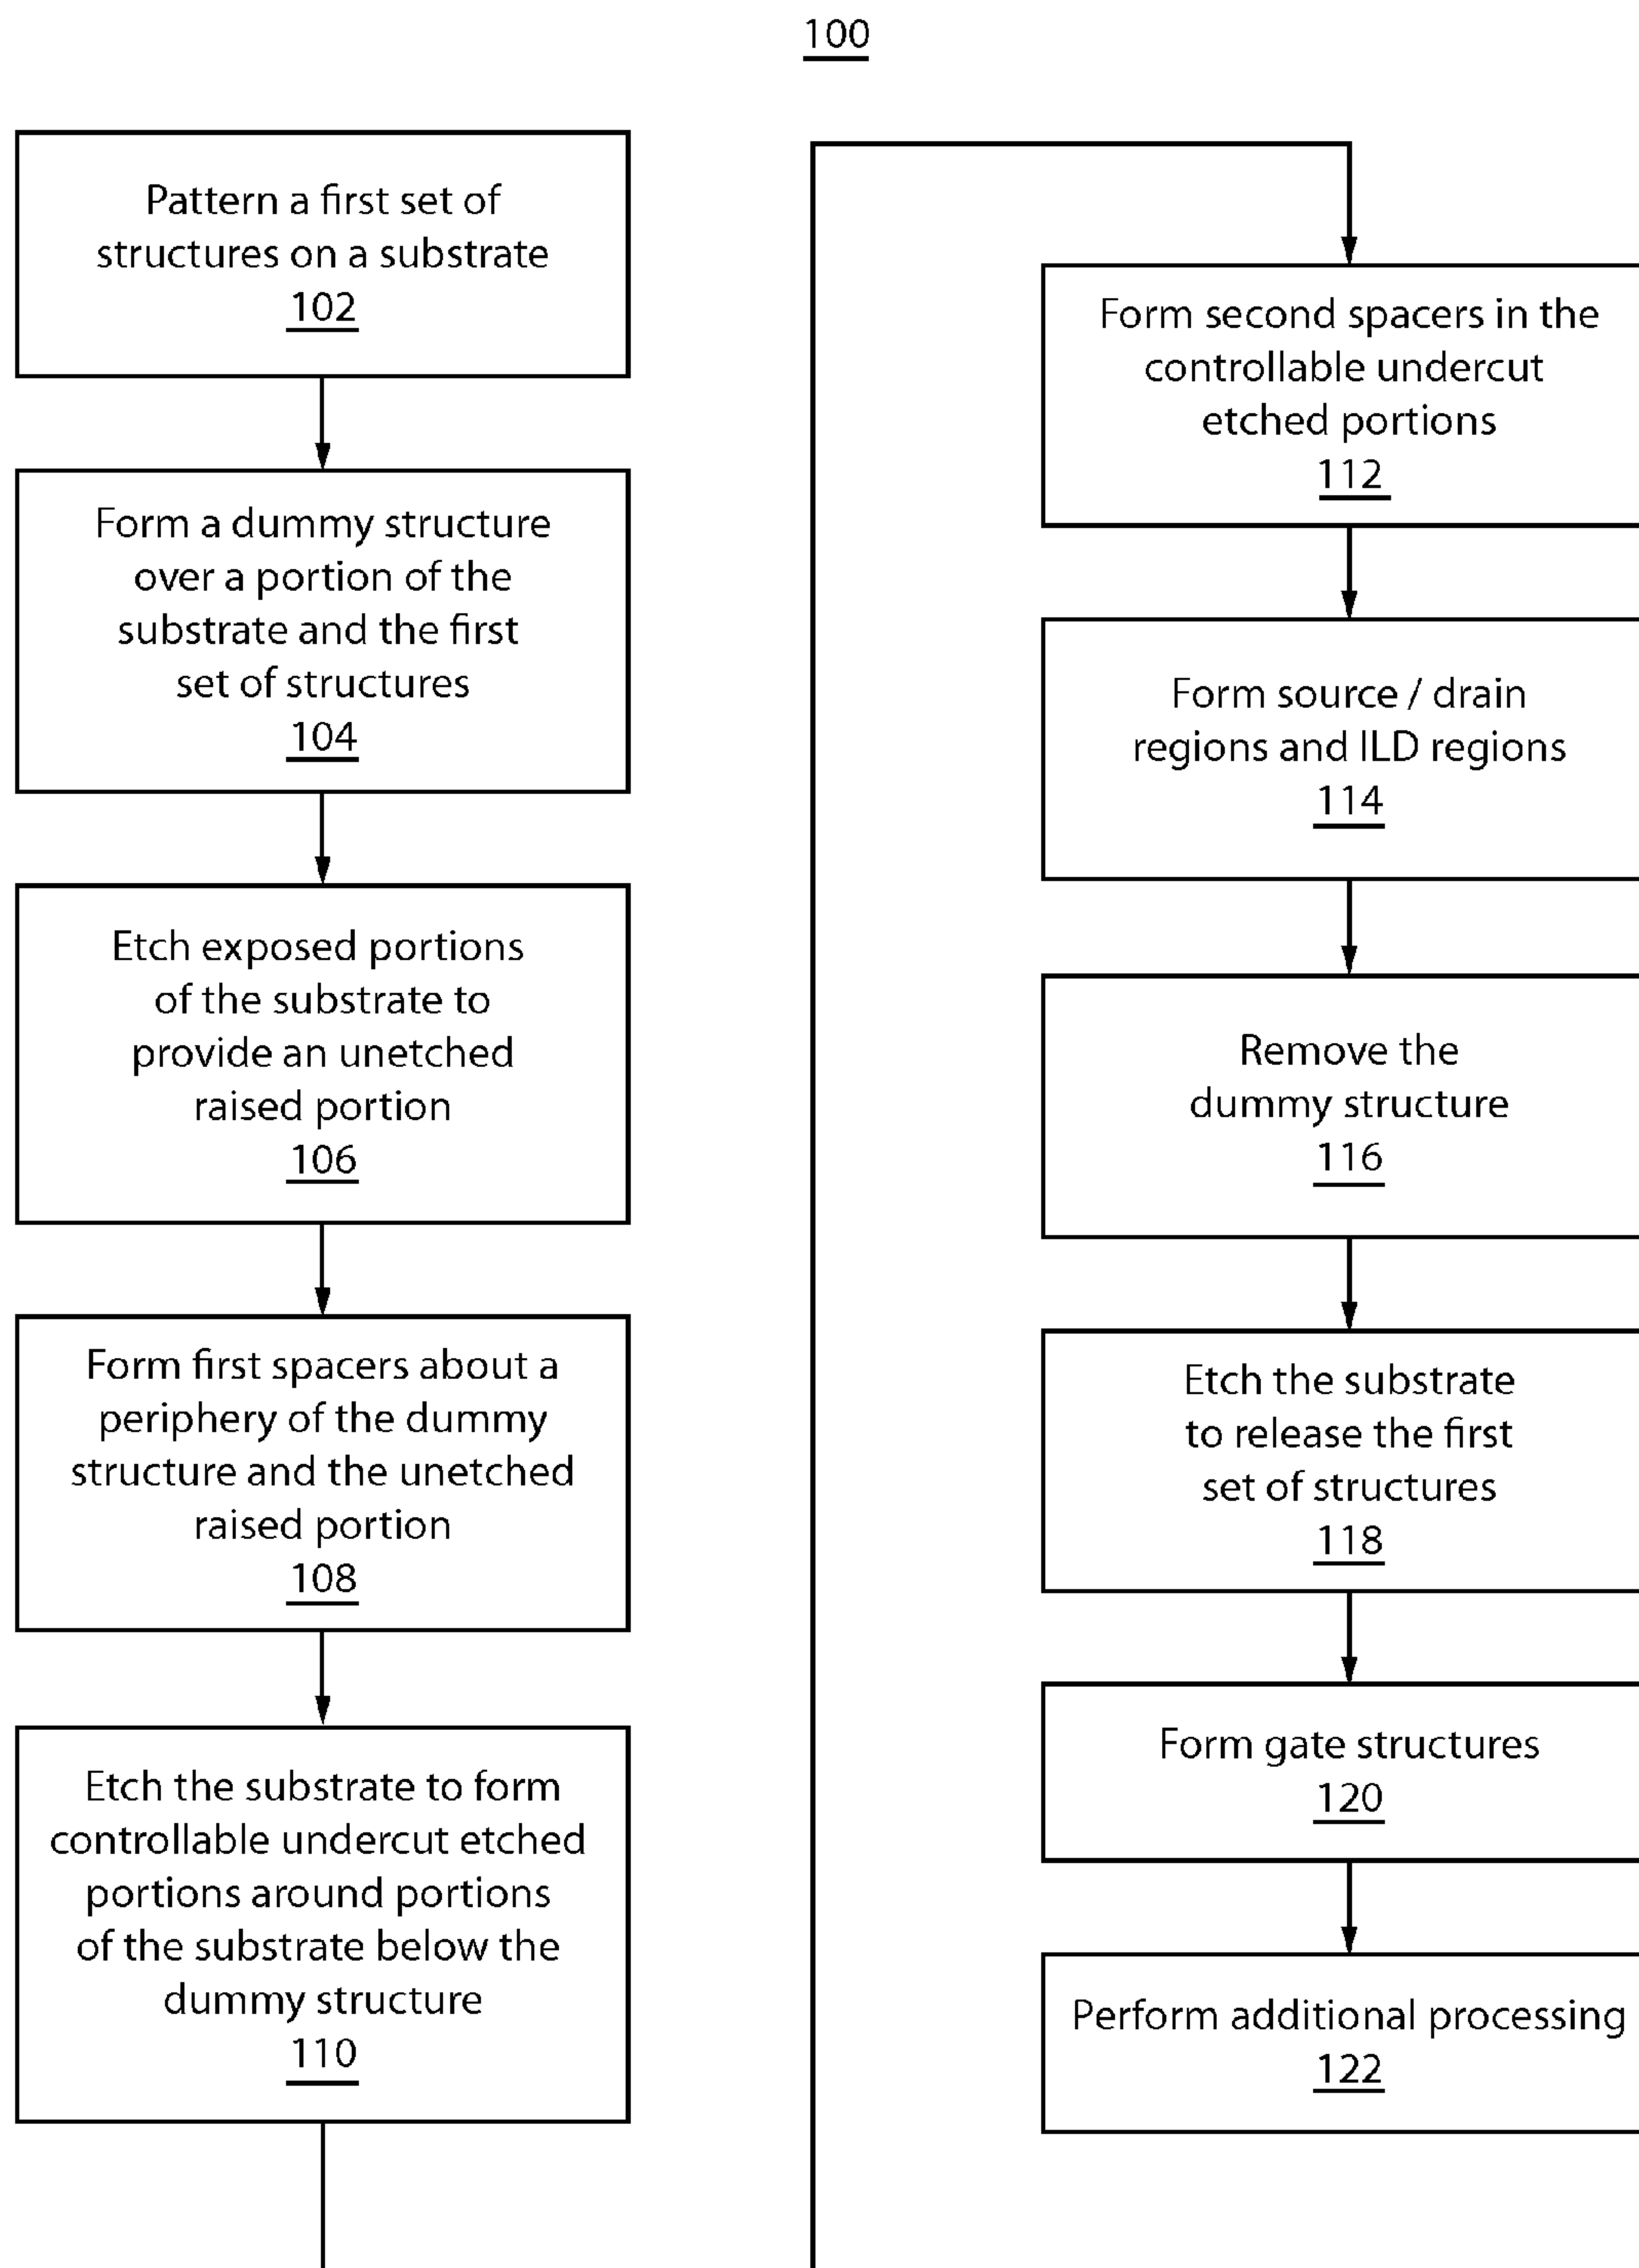 100
Pattern a first set of
structures on a substrate
102
Form a dummy structure
over a portion of the
substrate and the first
set of structures
104
Etch exposed portions
of the substrate to
provide an unetched
raised portion
106
Form first spacers about a
periphery of the dummy
structure and the unetched
raised portion
108
Etch the substrate to form
controllable undercut etched
portions around portions
of the substrate below the
dummy structure
110
Form second spacers in the
controllable undercut
etched portions
112
Form source / drain
regions and ILD regions
114
Remove the
dummy structure
116
Etch the substrate
to release the first
set of structures
118
Form gate structures
120
Perform additional processing
122